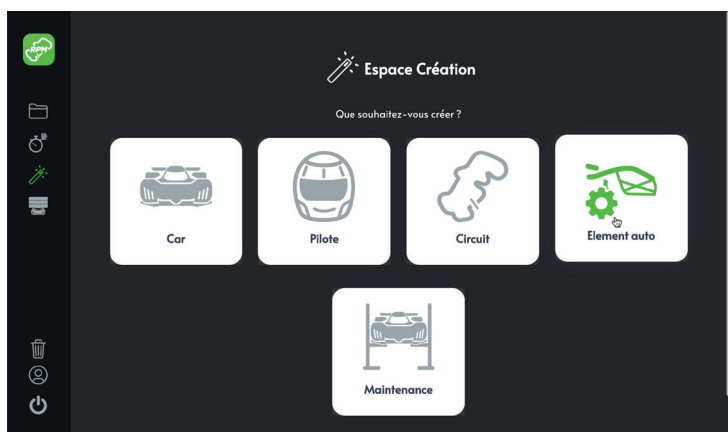 RPM
Espace Création
Que souhaitez-vous créer ?
Car
Pilote
Circuit
Element auto
Maintenance